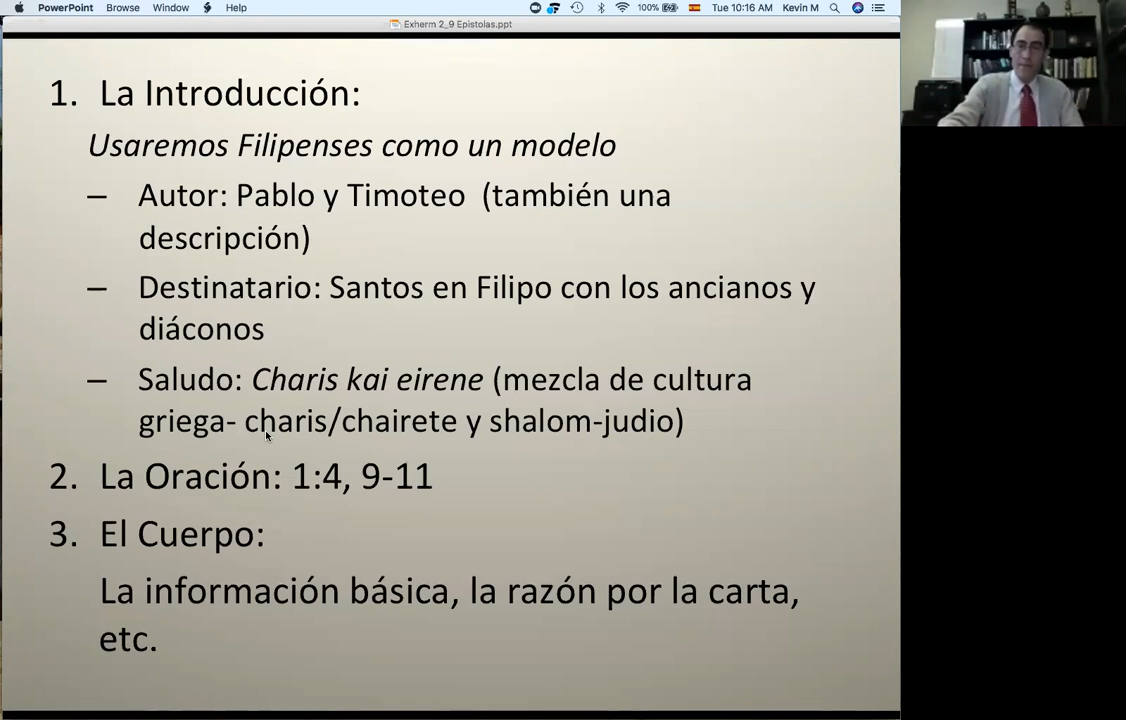 PowerPoint Browse Window Help 100% Tue 10:16 AM Kevin M
Exherm 2_9 Epistolas.ppt
1. La Introducción:
Usaremos Filipenses como un modelo
– Autor: Pablo y Timoteo (también una
descripción)
– Destinatario: Santos en Filipo con los ancianos y
diáconos
– Saludo: Charis kai eirene (mezcla de cultura
griega- charis/chairete y shalom-judio)
2. La Oración: 1:4, 9-11
3. El Cuerpo:
La información básica, la razón por la carta,
etc.